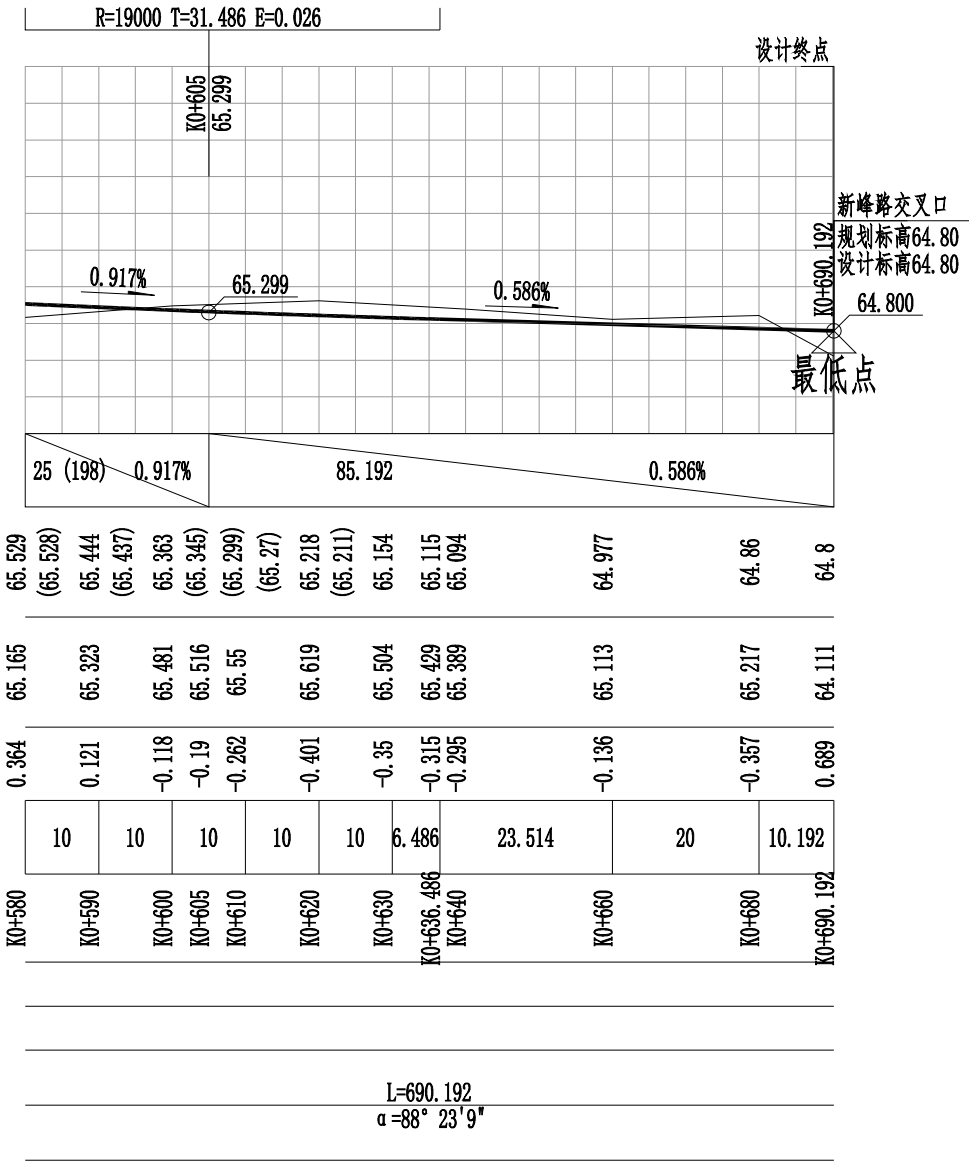 R=19000 T=31.486 E=0.026
设计终点
K0+605
65.299
新峰路交叉口
规划标高64.80
设计标高64.80
K0+690.192
0.917%
65.299
0.586%
64.800
最低点
25 (198) 0.917%
85.192 0.586%
65.529 (65.528) 65.444 (65.437) 65.363 (65.345) (65.299) (65.27) 65.218 (65.211) 65.154 65.115 65.094 64.977 64.86 64.8
65.165 65.323 65.481 65.516 65.55 65.619 65.504 65.429 65.389 65.113 65.217 64.111
0.364 0.121 -0.118 -0.19 -0.262 -0.401 -0.35 -0.315 -0.295 -0.136 -0.357 0.689
10 10 10 10 10 6.486 23.514 20 10.192
K0+580 K0+590 K0+600 K0+605 K0+610 K0+620 K0+630 K0+636.486 K0+640 K0+660 K0+680 K0+690.192
L=690.192
α=88° 23'9"